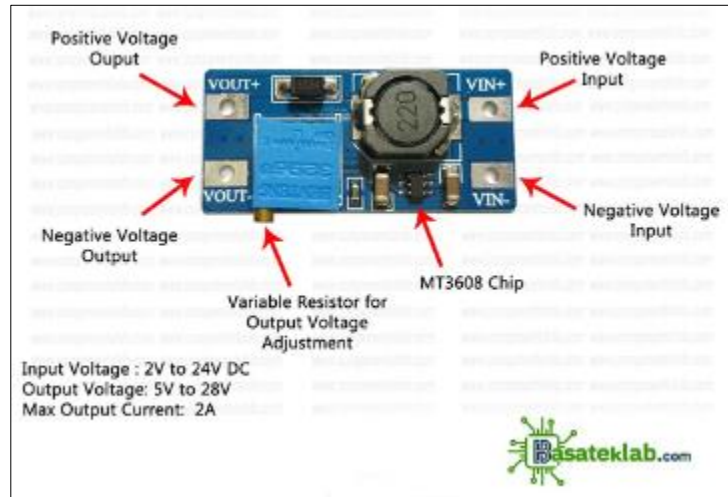 Positive Voltage
Ouput
VOUT+
220
VIN+
Positive Voltage
Input
VOUT-
VIN-
Negative Voltage
Output
Negative Voltage
Input
MT3608 Chip
Variable Resistor for
Output Voltage
Adjustment
Input Voltage : 2V to 24V DC
Output Voltage: 5V to 28V
Max Output Current: 2A
Basateklab.com